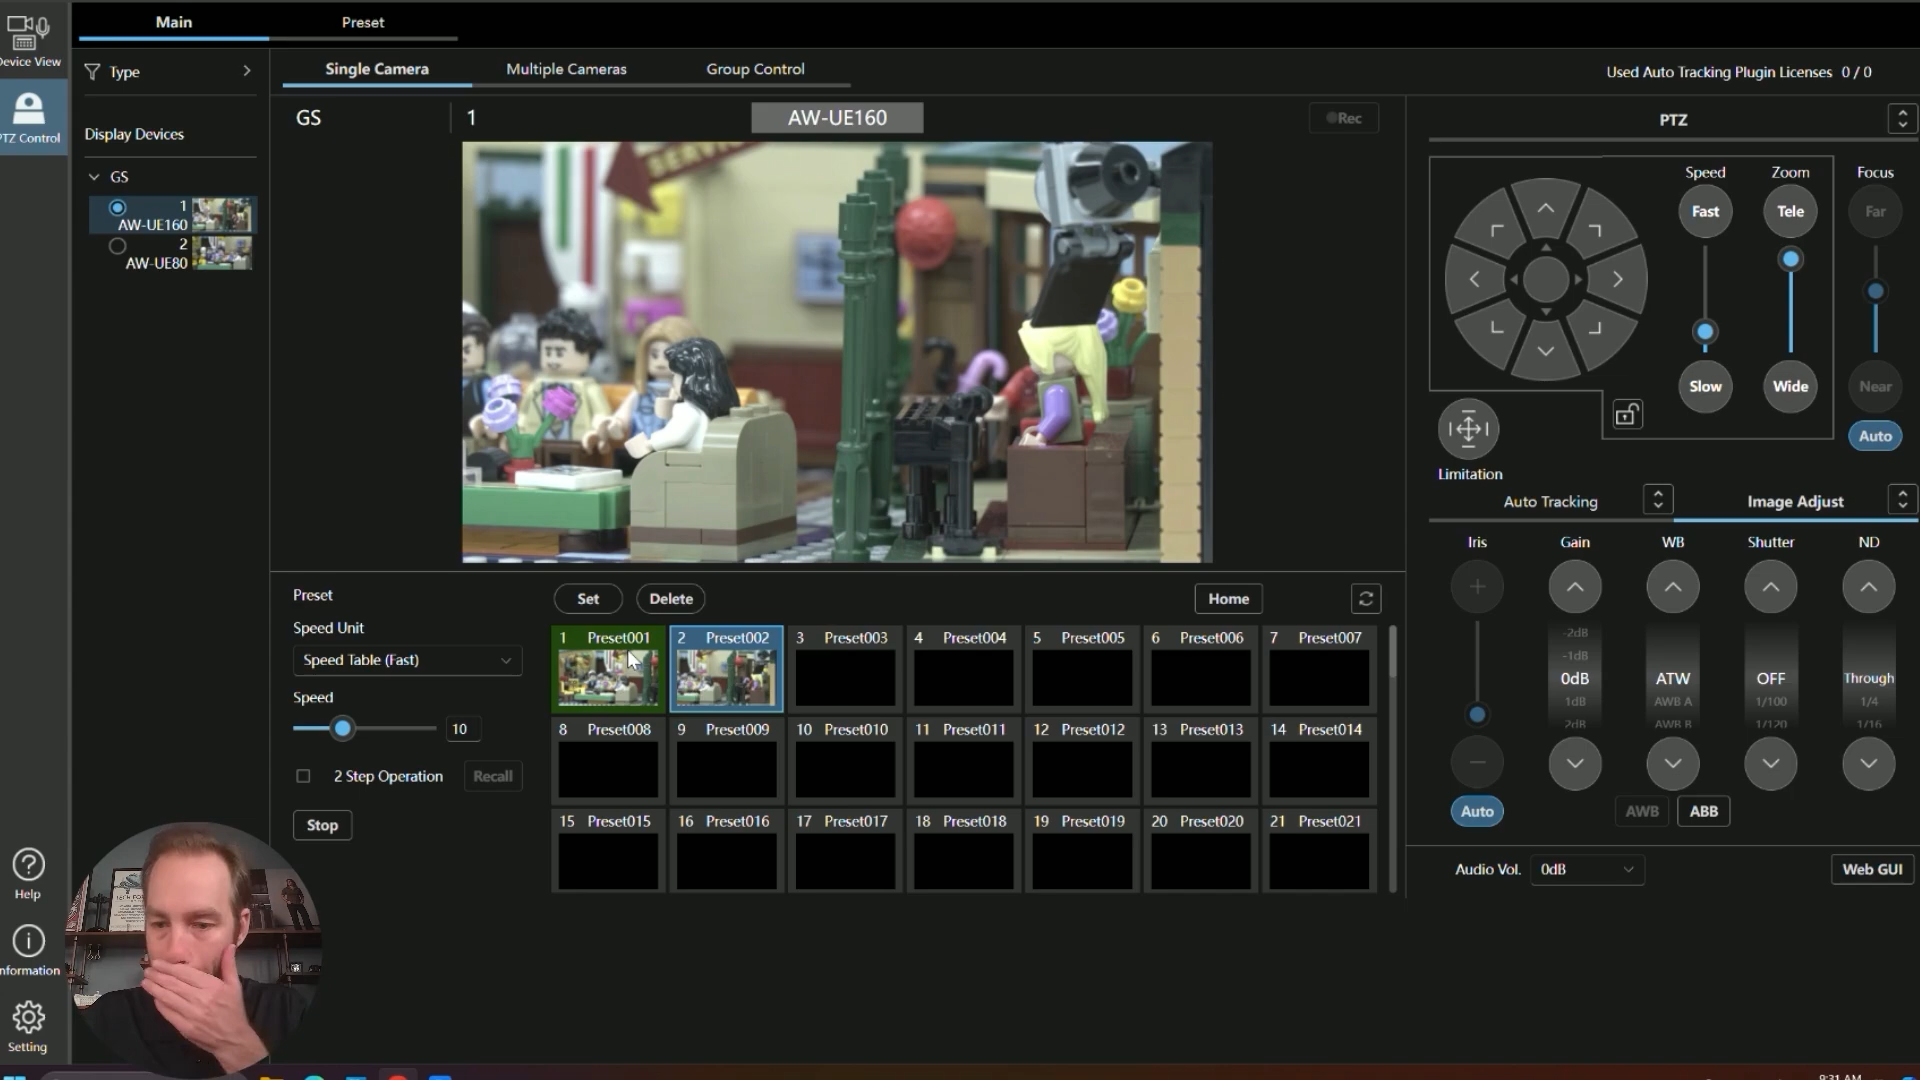 Main
Preset
Device View
PTZ Control
Type
Display Devices
GS
1
AW-UE160
2
AW-UE80
Single Camera
Multiple Cameras
Group Control
Used Auto Tracking Plugin Licenses 0 / 0
GS
1
AW-UE160
Rec
PTZ
Speed
Zoom
Focus
Fast
Tele
Far
Slow
Wide
Near
Auto
Limitation
Auto Tracking
Image Adjust
Iris
Gain
WB
Shutter
ND
-2dB
-1dB
0dB
ATW
OFF
Through
1dB
AWB A
1/100
1/4
2dB
AWB B
1/120
1/16
Auto
AWB
ABB
Audio Vol.
0dB
Web GUI
Preset
Set
Delete
Home
Speed Unit
Speed Table (Fast)
Speed
10
2 Step Operation
Recall
Stop
1 Preset001
2 Preset002
3 Preset003
4 Preset004
5 Preset005
6 Preset006
7 Preset007
8 Preset008
9 Preset009
10 Preset010
11 Preset011
12 Preset012
13 Preset013
14 Preset014
15 Preset015
16 Preset016
17 Preset017
18 Preset018
19 Preset019
20 Preset020
21 Preset021
Help
Information
Setting
9:31 AM